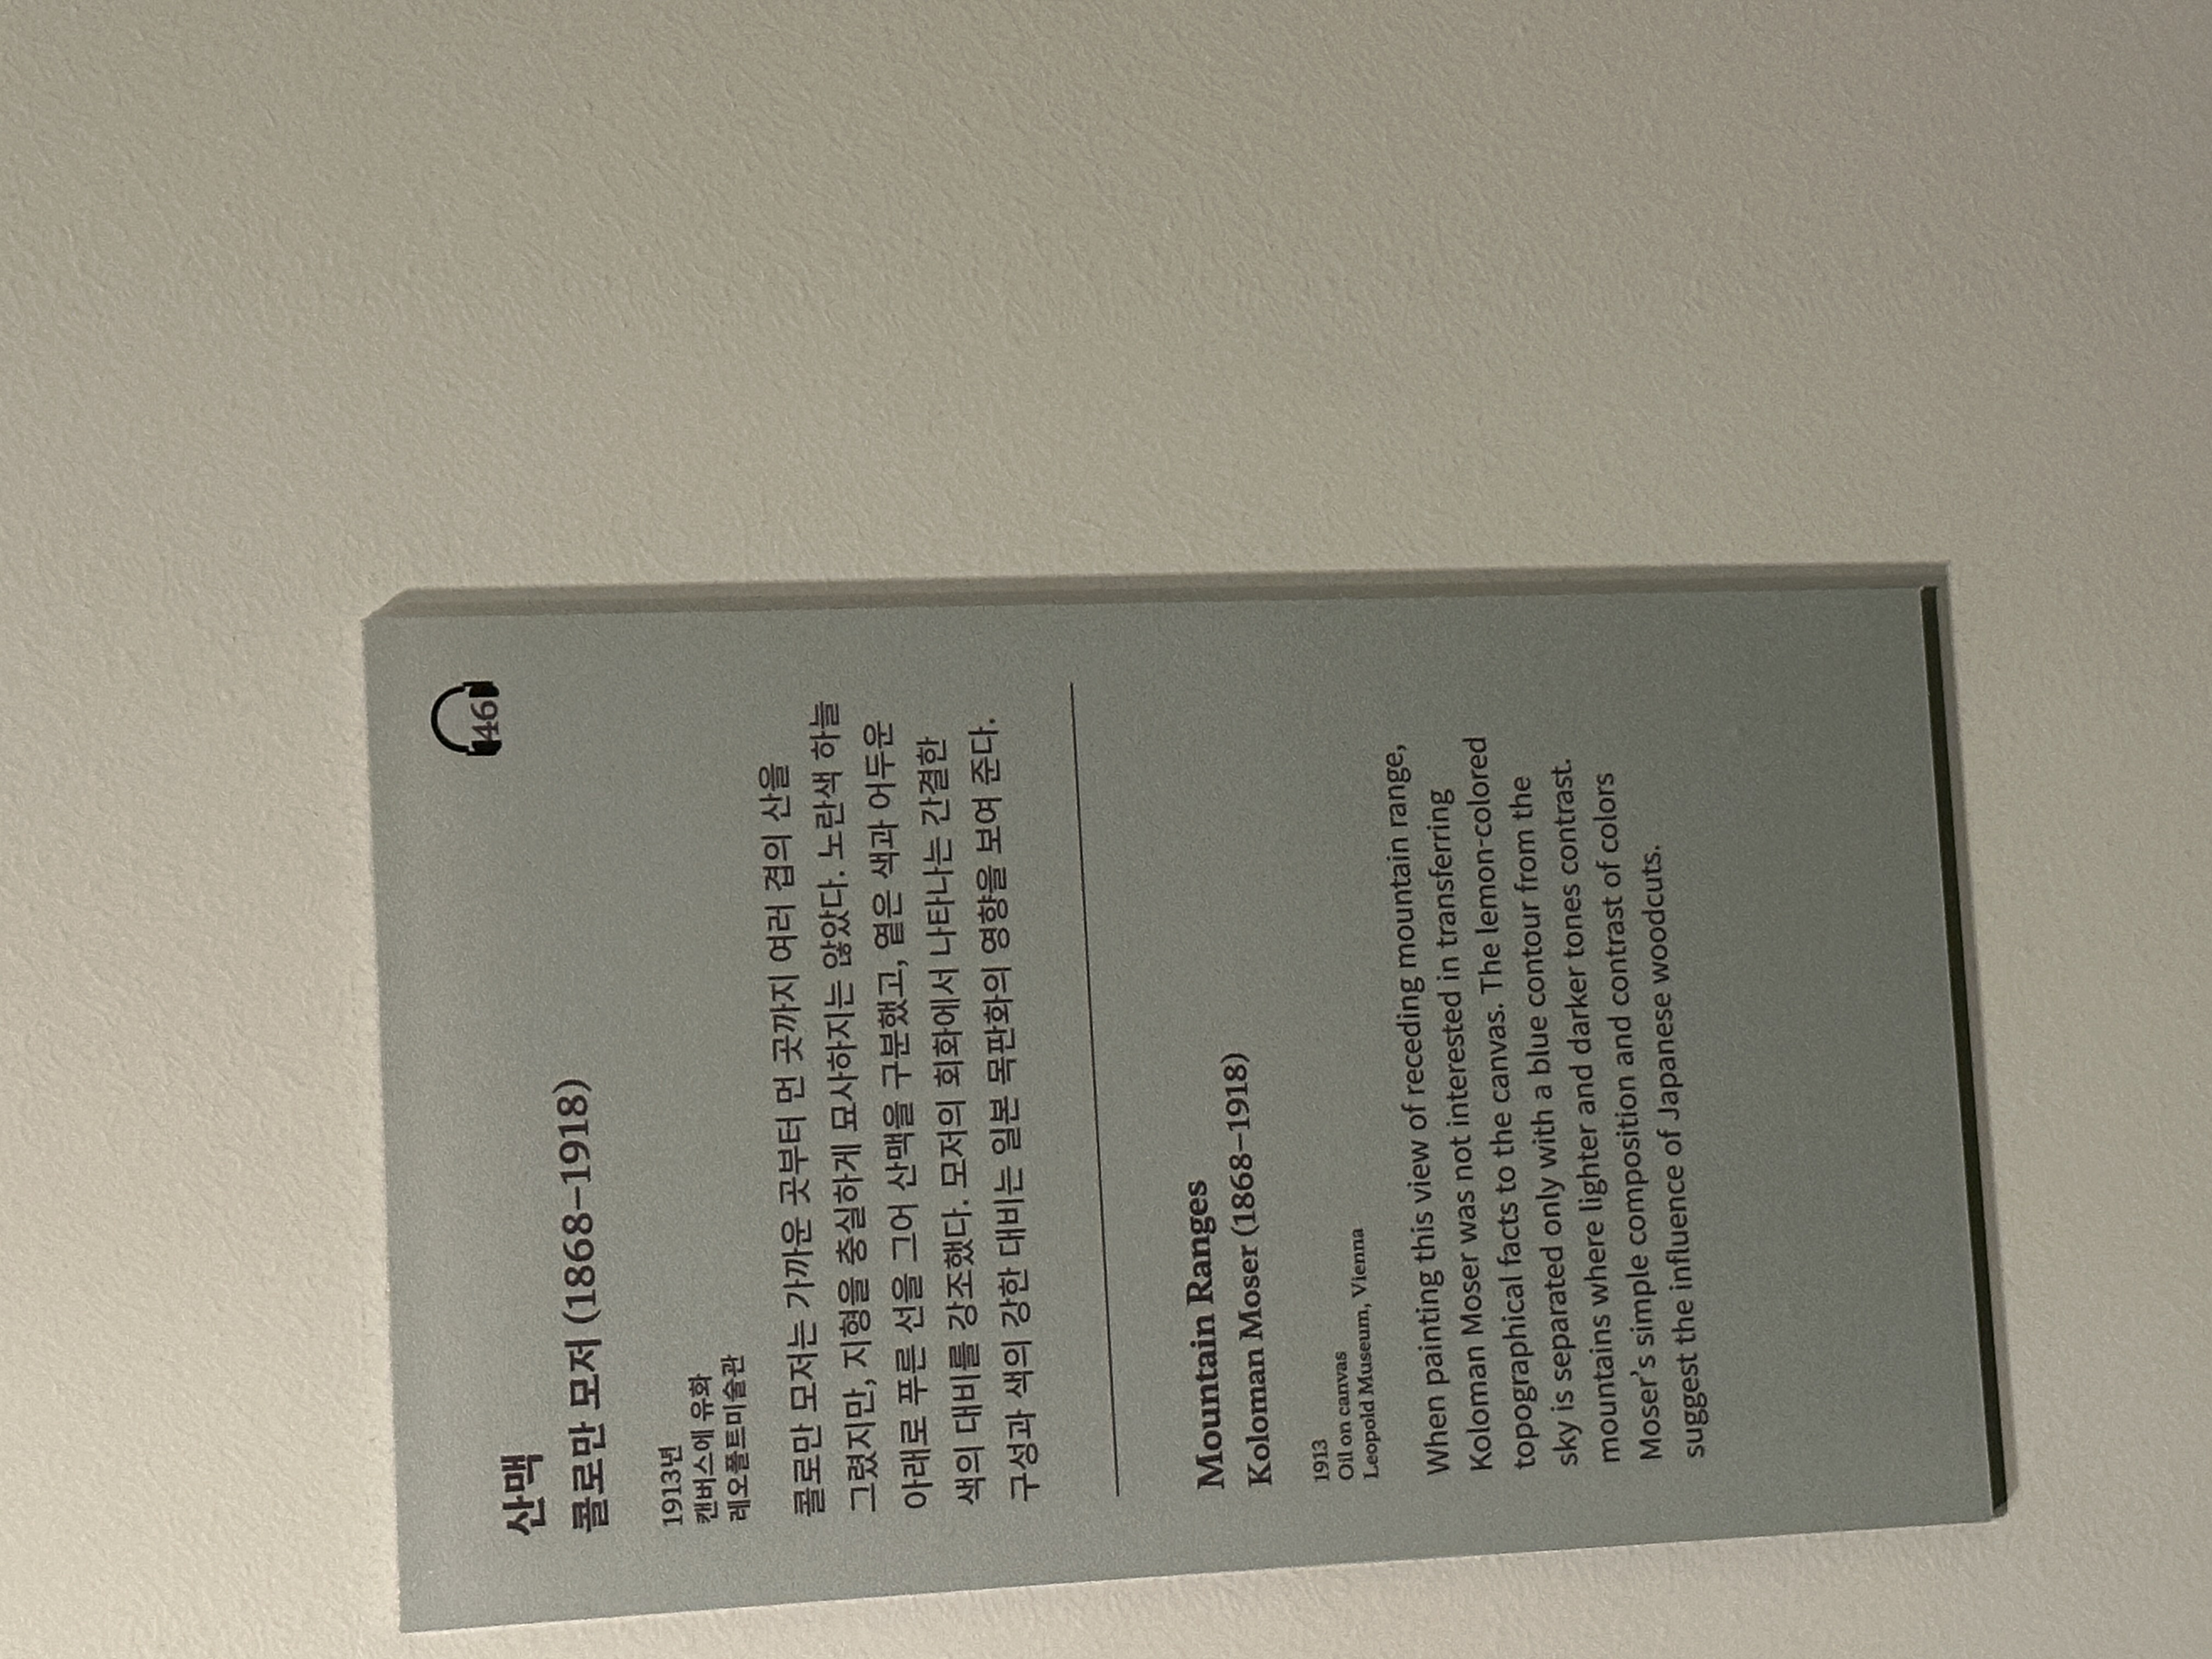 46
산맥
콜로만 모저 (1868–1918)
1913년
캔버스에 유화
레오폴트미술관
콜로만 모저는 가까운 곳부터 먼 곳까지 여러 겹의 산을
그렸지만, 지형을 충실하게 묘사하지는 않았다. 노란색 하늘
아래로 푸른 선을 그어 산맥을 구분했고, 옅은 색과 어두운
색의 대비를 강조했다. 모저의 회화에서 나타나는 간결한
구성과 색의 강한 대비는 일본 목판화의 영향을 보여 준다.
Mountain Ranges
Koloman Moser (1868–1918)
1913
Oil on canvas
Leopold Museum, Vienna
When painting this view of receding mountain range,
Koloman Moser was not interested in transferring
topographical facts to the canvas. The lemon-colored
sky is separated only with a blue contour from the
mountains where lighter and darker tones contrast.
Moser's simple composition and contrast of colors
suggest the influence of Japanese woodcuts.